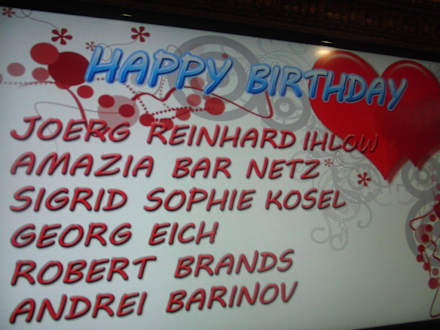 HAPPY BIRTHDAY
JOERG REINHARD IHLOW
AMAZIA BAR NETZ
SIGRID SOPHIE KOSEL
GEORG EICH
ROBERT BRANDS
ANDREI BARINOV